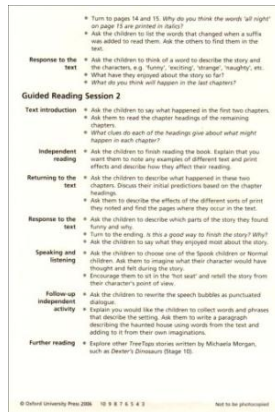 • Turn to pages 14 and 15. Why do you think the words 'all night' on page 15 are printed in italics?
• Ask the children to list the words that changed when a suffix was added to read them. Ask the others to find them in the text.
Response to the text • Ask the children to think of a word to describe the story and the characters, e.g. 'funny', 'exciting', 'strange', 'naughty', etc.
• What have they enjoyed about the story so far?
• What do you think will happen in the last chapters?
Guided Reading Session 2
Text introduction • Ask the children to say what happened in the first two chapters.
• Ask them to read the chapter headings of the remaining chapters.
• What clues do each of the headings give about what might happen in each chapter?
Independent reading • Ask the children to finish reading the book. Explain that you want them to note any examples of different text and print effects and describe how they affect their reading.
Returning to the text • Ask the children to describe what happened in these two chapters. Discuss their initial predictions based on the chapter headings.
• Ask them to describe the effects of the different sorts of print they noted and find the pages where they occur in the text.
Response to the text • Ask the children to describe which parts of the story they found funny and why.
• Turn to the ending. Is this a good way to finish the story? Why?
• Ask the children to say what they enjoyed most about the story.
Speaking and listening • Ask the children to choose one of the Spook children or Normal children. Ask them to imagine what their character would have thought and felt during the story.
• Encourage them to sit in the 'hot seat' and retell the story from their character's point of view.
Follow-up independent activity • Ask the children to rewrite the speech bubbles as punctuated dialogue.
• Explain you would like the children to collect words and phrases that describe the setting. Ask them to write a paragraph describing the haunted house using words from the text and adding to it from their own imaginations.
Further reading • Explore other TreeTops stories written by Michaela Morgan, such as Dexter's Dinosaurs (Stage 10).
© Oxford University Press 2006 10 9 8 7 6 5 4 3 Not to be photocopied